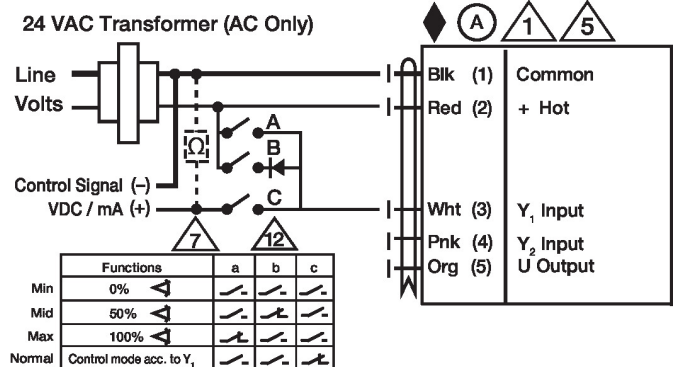 24 VAC Transformer (AC Only)
A 1 5
Line
Volts
Blk (1) Common
Red (2) + Hot
A
Ω
B
Control Signal (–)
VDC / mA (+)
C
Wht (3) Y₁ Input
Pnk (4) Y₂ Input
Org (5) U Output
7 12
Functions a b c
Min 0%
Mid 50%
Max 100%
Normal Control mode acc. to Y₁